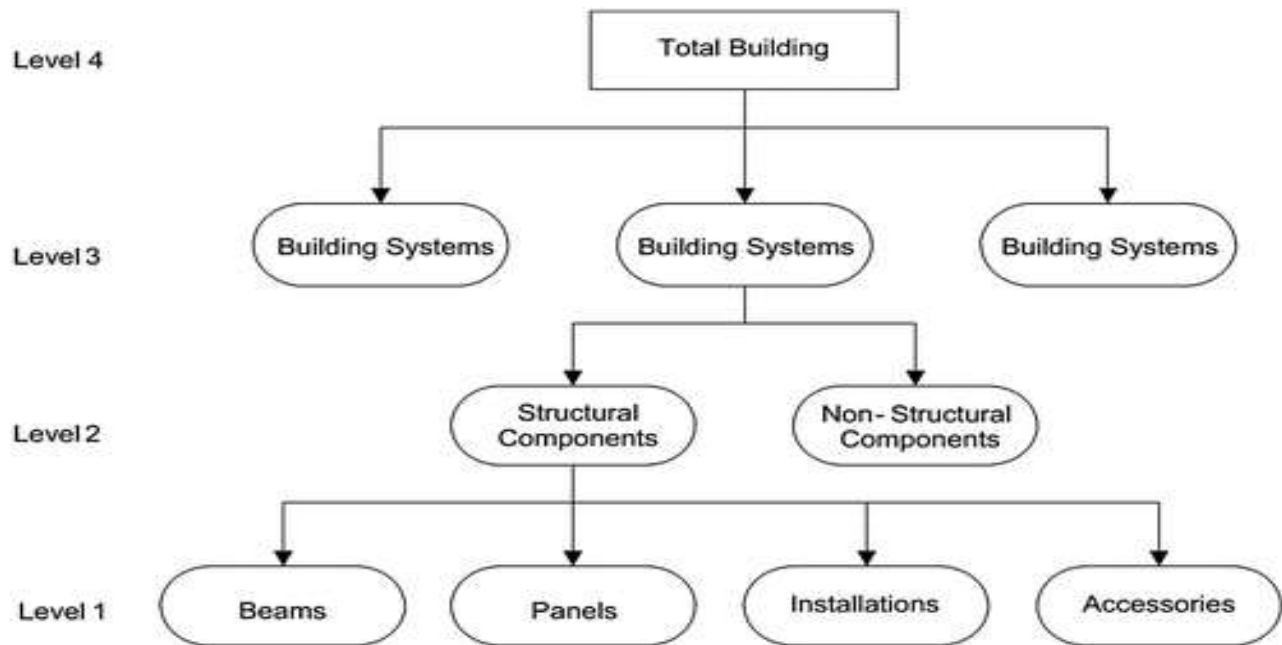 Level 4
Total Building
Level 3
Building Systems
Building Systems
Building Systems
Level 2
Structural
Components
Non- Structural
Components
Level 1
Beams
Panels
Installations
Accessories